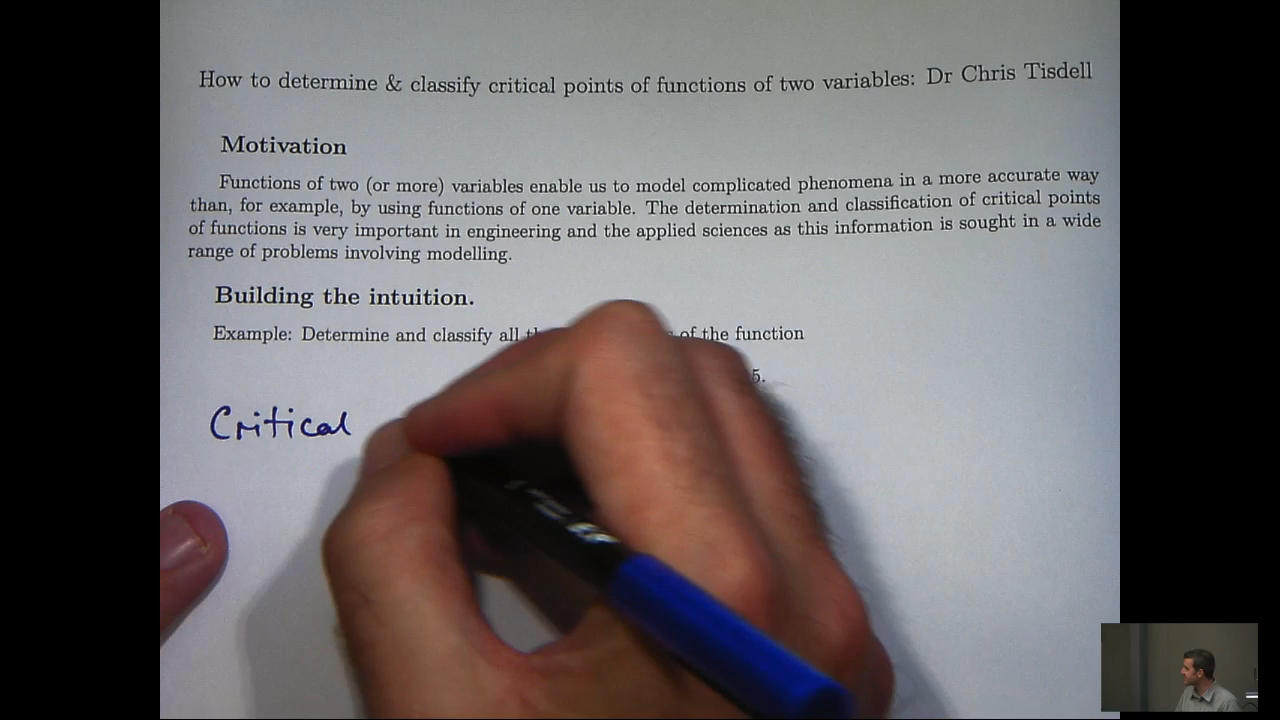 How to determine & classify critical points of functions of two variables: Dr Chris Tisdell
Motivation
Functions of two (or more) variables enable us to model complicated phenomena in a more accurate way
than, for example, by using functions of one variable. The determination and classification of critical points
of functions is very important in engineering and the applied sciences as this information is sought in a wide
range of problems involving modelling.
Building the intuition.
Example: Determine and classify all of the function
5.
Critical